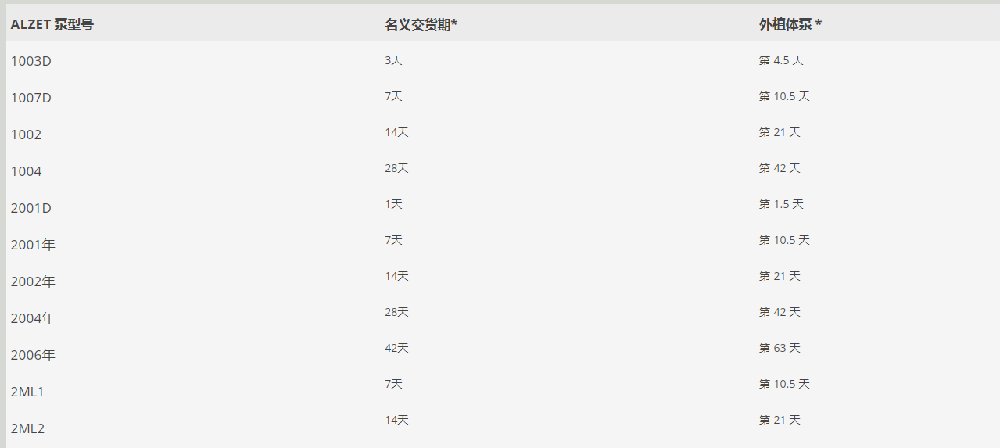 ALZET 泵型号 名义交货期* 外植体泵 *
1003D 3天 第 4.5 天
1007D 7天 第 10.5 天
1002 14天 第 21 天
1004 28天 第 42 天
2001D 1天 第 1.5 天
2001年 7天 第 10.5 天
2002年 14天 第 21 天
2004年 28天 第 42 天
2006年 42天 第 63 天
2ML1 7天 第 10.5 天
2ML2 14天 第 21 天